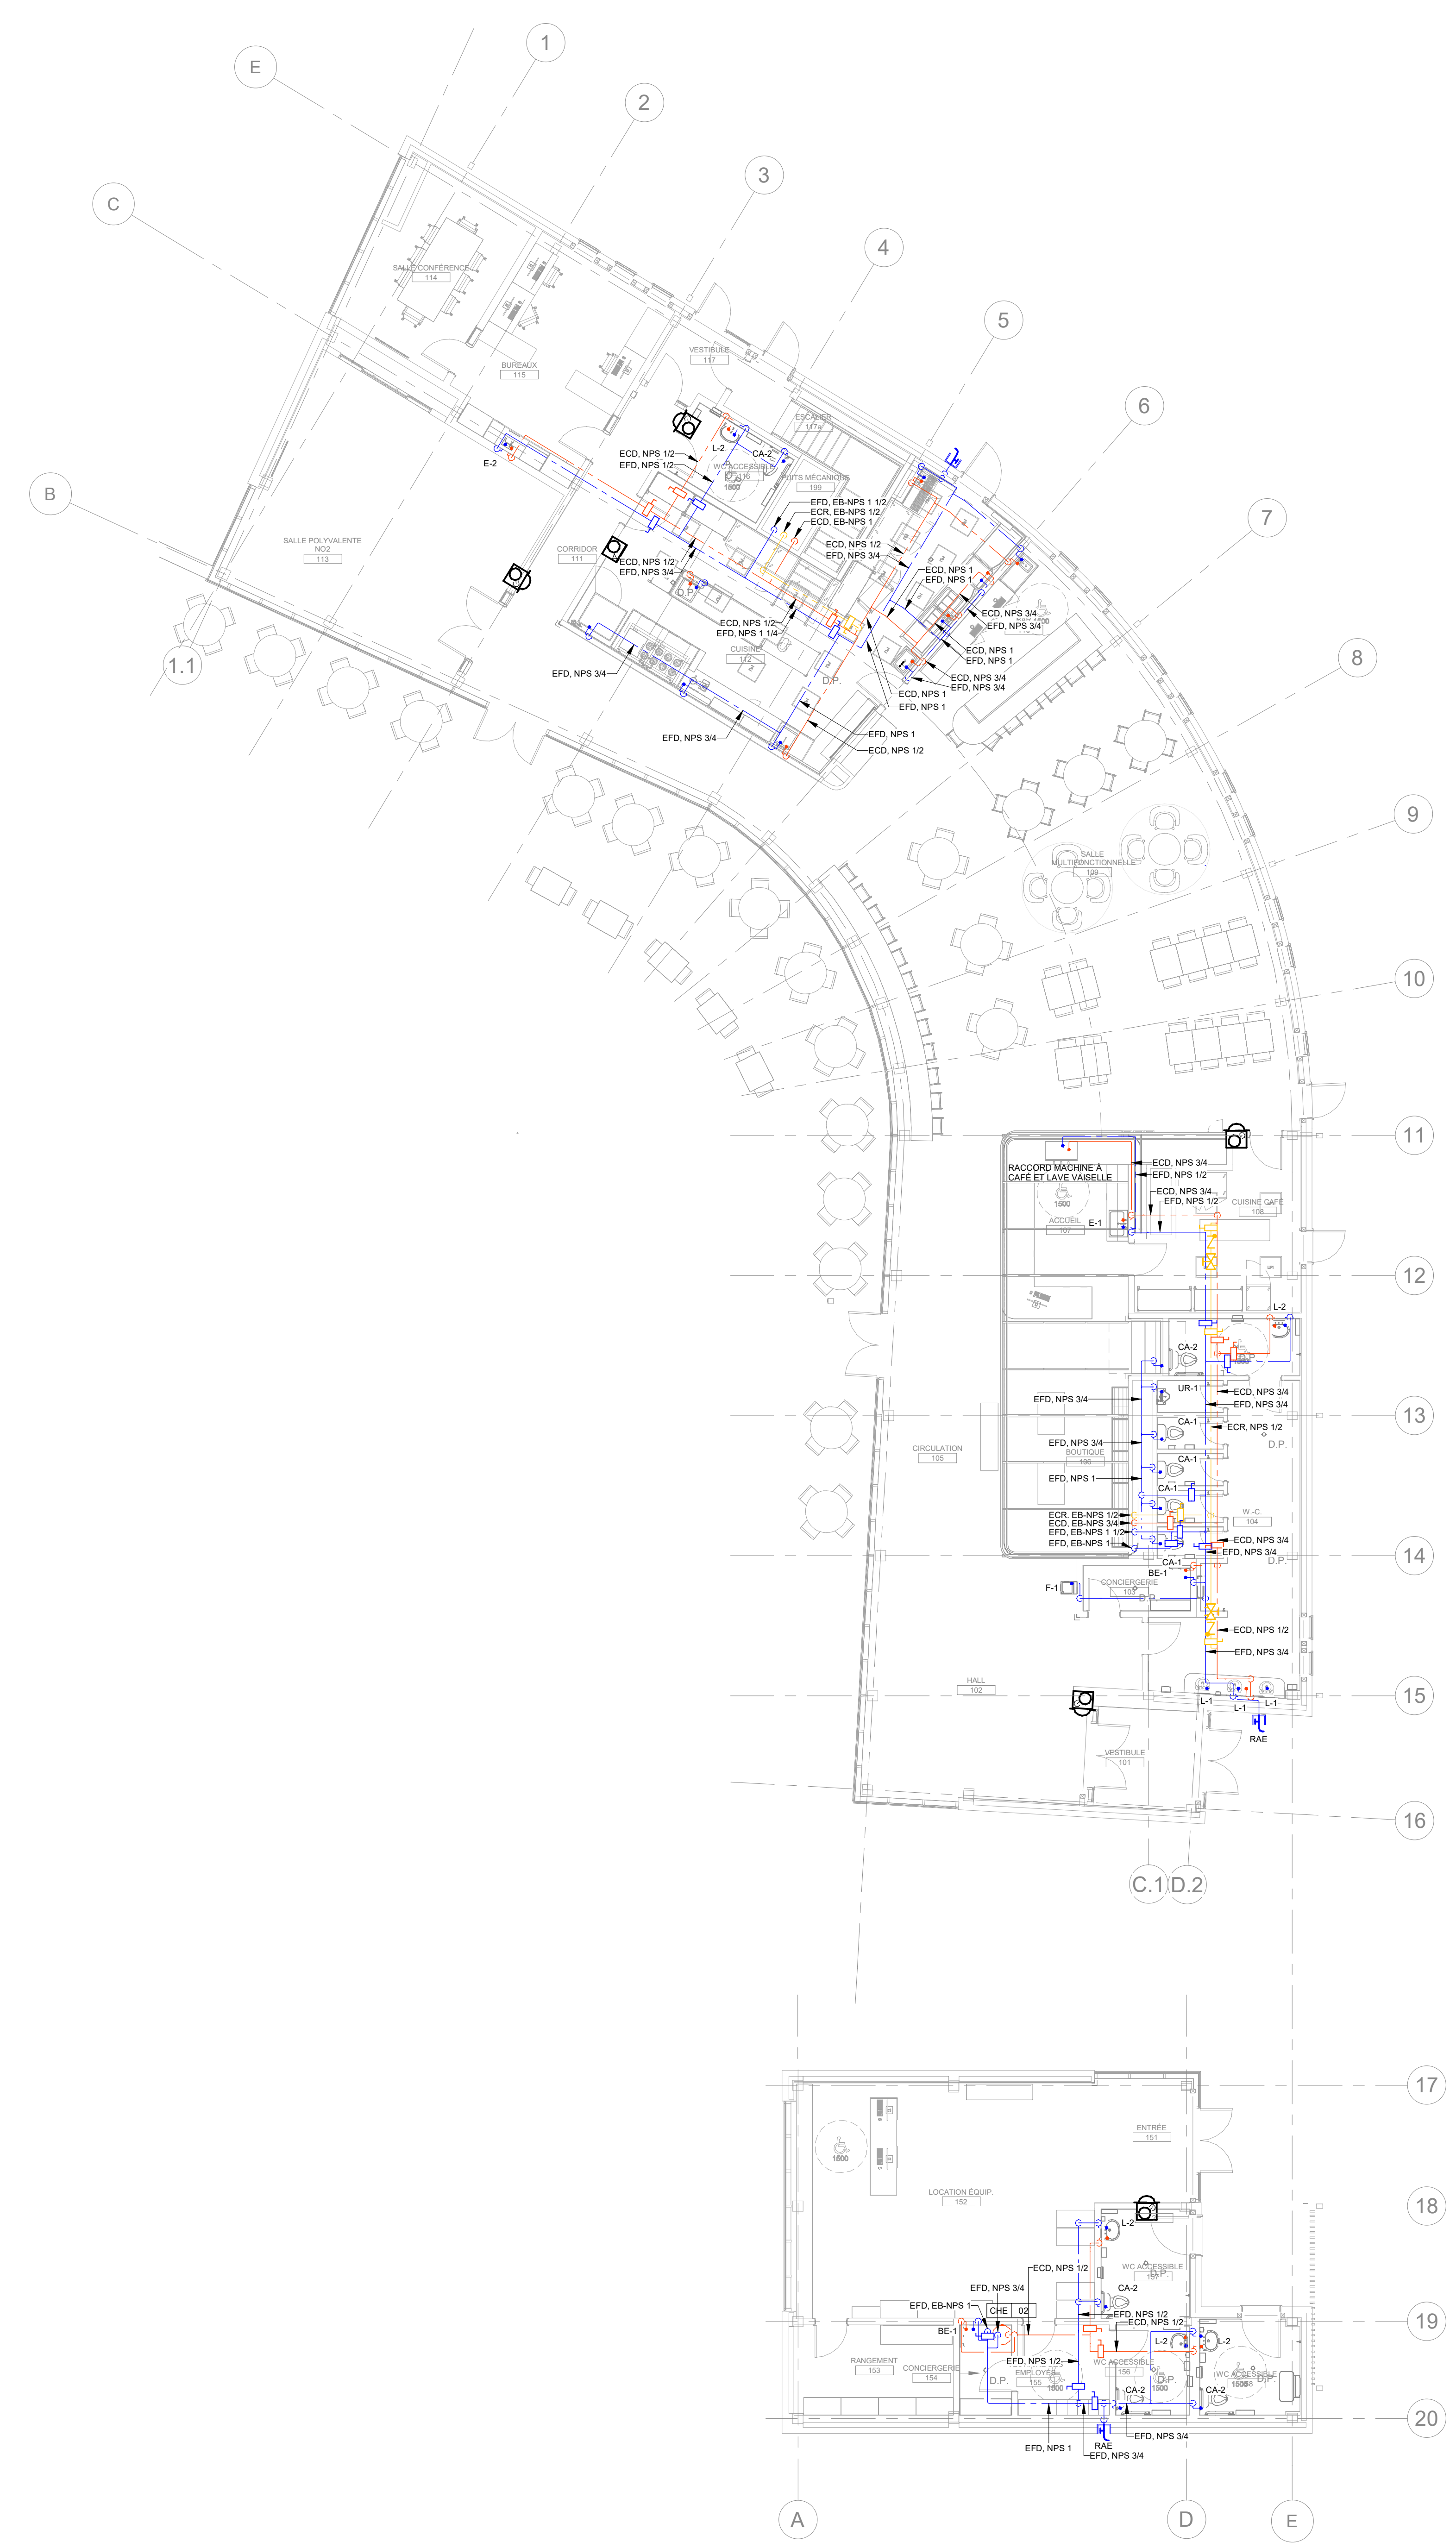 1
E
2
3
C
4
SALLE CONFÉRENCE
114
5
VESTIBULE
117
BUREAUX
115
6
ESCALIER
117a
L-2
CA-2
ECD, NPS 1/2
EFD, NPS 1/2
WC ACCESSIBLE
116
1500
E-2
PUITS MÉCANIQUE
199
B
EFD, EB-NPS 1 1/2
ECR, EB-NPS 1/2
ECD, EB-NPS 1
7
SALLE POLYVALENTE
NO2
113
CORRIDOR
111
ECD, NPS 1/2
EFD, NPS 3/4
ECD, NPS 1/2
EFD, NPS 3/4
ECD, NPS 1
EFD, NPS 1
D.P.
ECD, NPS 3/4
EFD, NPS 3/4
ECD, NPS 1/2
EFD, NPS 1 1/4
CUISINE
112
ECD, NPS 1
EFD, NPS 1
8
1.1
EFD, NPS 3/4
D.P.
ECD, NPS 3/4
EFD, NPS 3/4
ECD, NPS 1
EFD, NPS 1
EFD, NPS 3/4
EFD, NPS 1
ECD, NPS 1/2
9
SALLE
MULTIFONCTIONNELLE
109
10
11
RACCORD MACHINE À
CAFÉ ET LAVE VAISELLE
ECD, NPS 3/4
EFD, NPS 1/2
ECD, NPS 3/4
EFD, NPS 1/2
1500
CUISINE CAFÉ
108
ACCUEIL
107
E-1
12
L-2
CA-2
UR-1
ECD, NPS 3/4
EFD, NPS 3/4
EFD, NPS 3/4
13
ECR, NPS 1/2
CA-1
D.P.
EFD, NPS 3/4
CIRCULATION
105
BOUTIQUE
106
CA-1
EFD, NPS 1
CA-1
W.-C.
104
ECR. EB-NPS 1/2
ECD. EB-NPS 3/4
EFD, EB-NPS 1 1/2
EFD, EB-NPS 1
ECD, NPS 3/4
EFD, NPS 3/4
14
D.P.
CA-1
BE-1
F-1
CONCIERGERIE
103
D.P.
ECD, NPS 1/2
EFD, NPS 3/4
HALL
102
15
L-1
L-1
L-1
RAE
VESTIBULE
101
16
C.1
D.2
17
ENTRÉE
151
1500
LOCATION ÉQUIP.
152
18
L-2
WC ACCESSIBLE
157
D.P.
ECD, NPS 1/2
EFD, NPS 3/4
CA-2
EFD, EB-NPS 1
CHE 02
EFD, NPS 1/2
ECD, NPS 1/2
19
BE-1
L-2
L-2
EFD, NPS 1/2
RANGEMENT
153
CONCIERGERIE
154
D.P.
EMPLOYÉS
155
1500
WC ACCESSIBLE
156
D.P.
1500
WC ACCESSIBLE
158
1500
D.P.
CA-2
CA-2
20
EFD, NPS 1
RAE
EFD, NPS 3/4
EFD, NPS 3/4
A
D
E